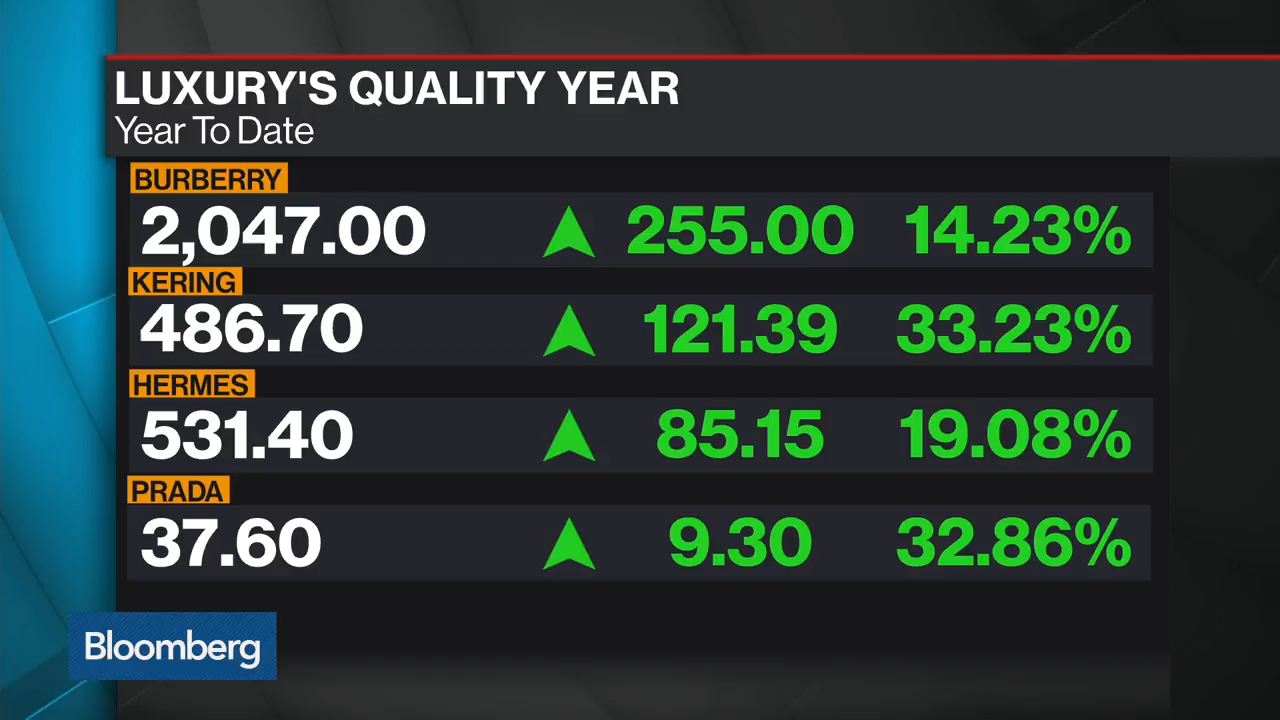 LUXURY'S QUALITY YEAR
Year To Date
BURBERRY
2,047.00 ▲ 255.00 14.23%
KERING
486.70 ▲ 121.39 33.23%
HERMES
531.40 ▲ 85.15 19.08%
PRADA
37.60 ▲ 9.30 32.86%
Bloomberg